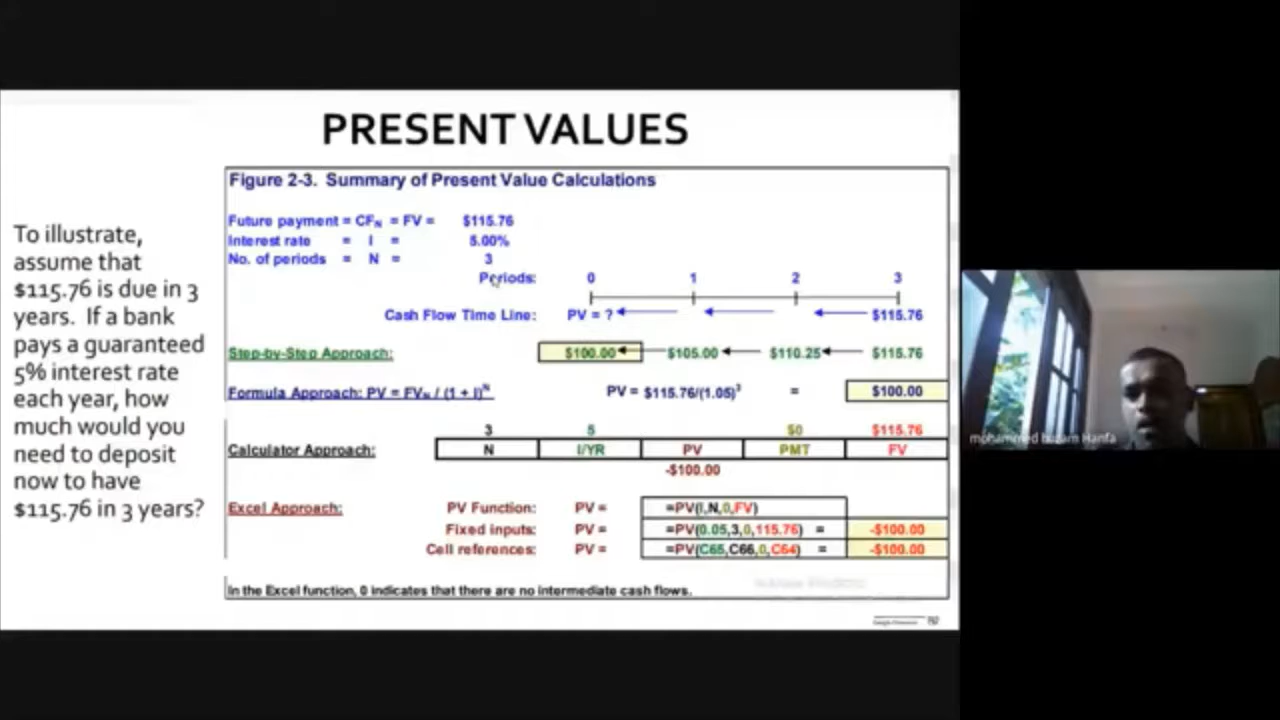 PRESENT VALUES
To illustrate,
assume that
$115.76 is due in 3
years. If a bank
pays a guaranteed
5% interest rate
each year, how
much would you
need to deposit
now to have
$115.76 in 3 years?
Figure 2-3. Summary of Present Value Calculations
Future payment = CFN = FV = $115.76
Interest rate = I = 5.00%
No. of periods = N = 3
Periods: 0 1 2 3
Cash Flow Time Line: PV = ? $115.76
Step-by-Step Approach: $100.00 $105.00 $110.25 $115.76
Formula Approach: PV = FVN / (1 + I)^N PV = $115.76/(1.05)³ = $100.00
3 5 $0 $115.76
Calculator Approach: N I/YR PV PMT FV
-$100.00
Excel Approach: PV Function: PV = =PV(I,N,0,FV)
Fixed inputs: PV = =PV(0.05,3,0,115.76) = -$100.00
Cell references: PV = =PV(C65,C66,0,C64) = -$100.00
In the Excel function, 0 indicates that there are no intermediate cash flows.
mohammed Hanfa